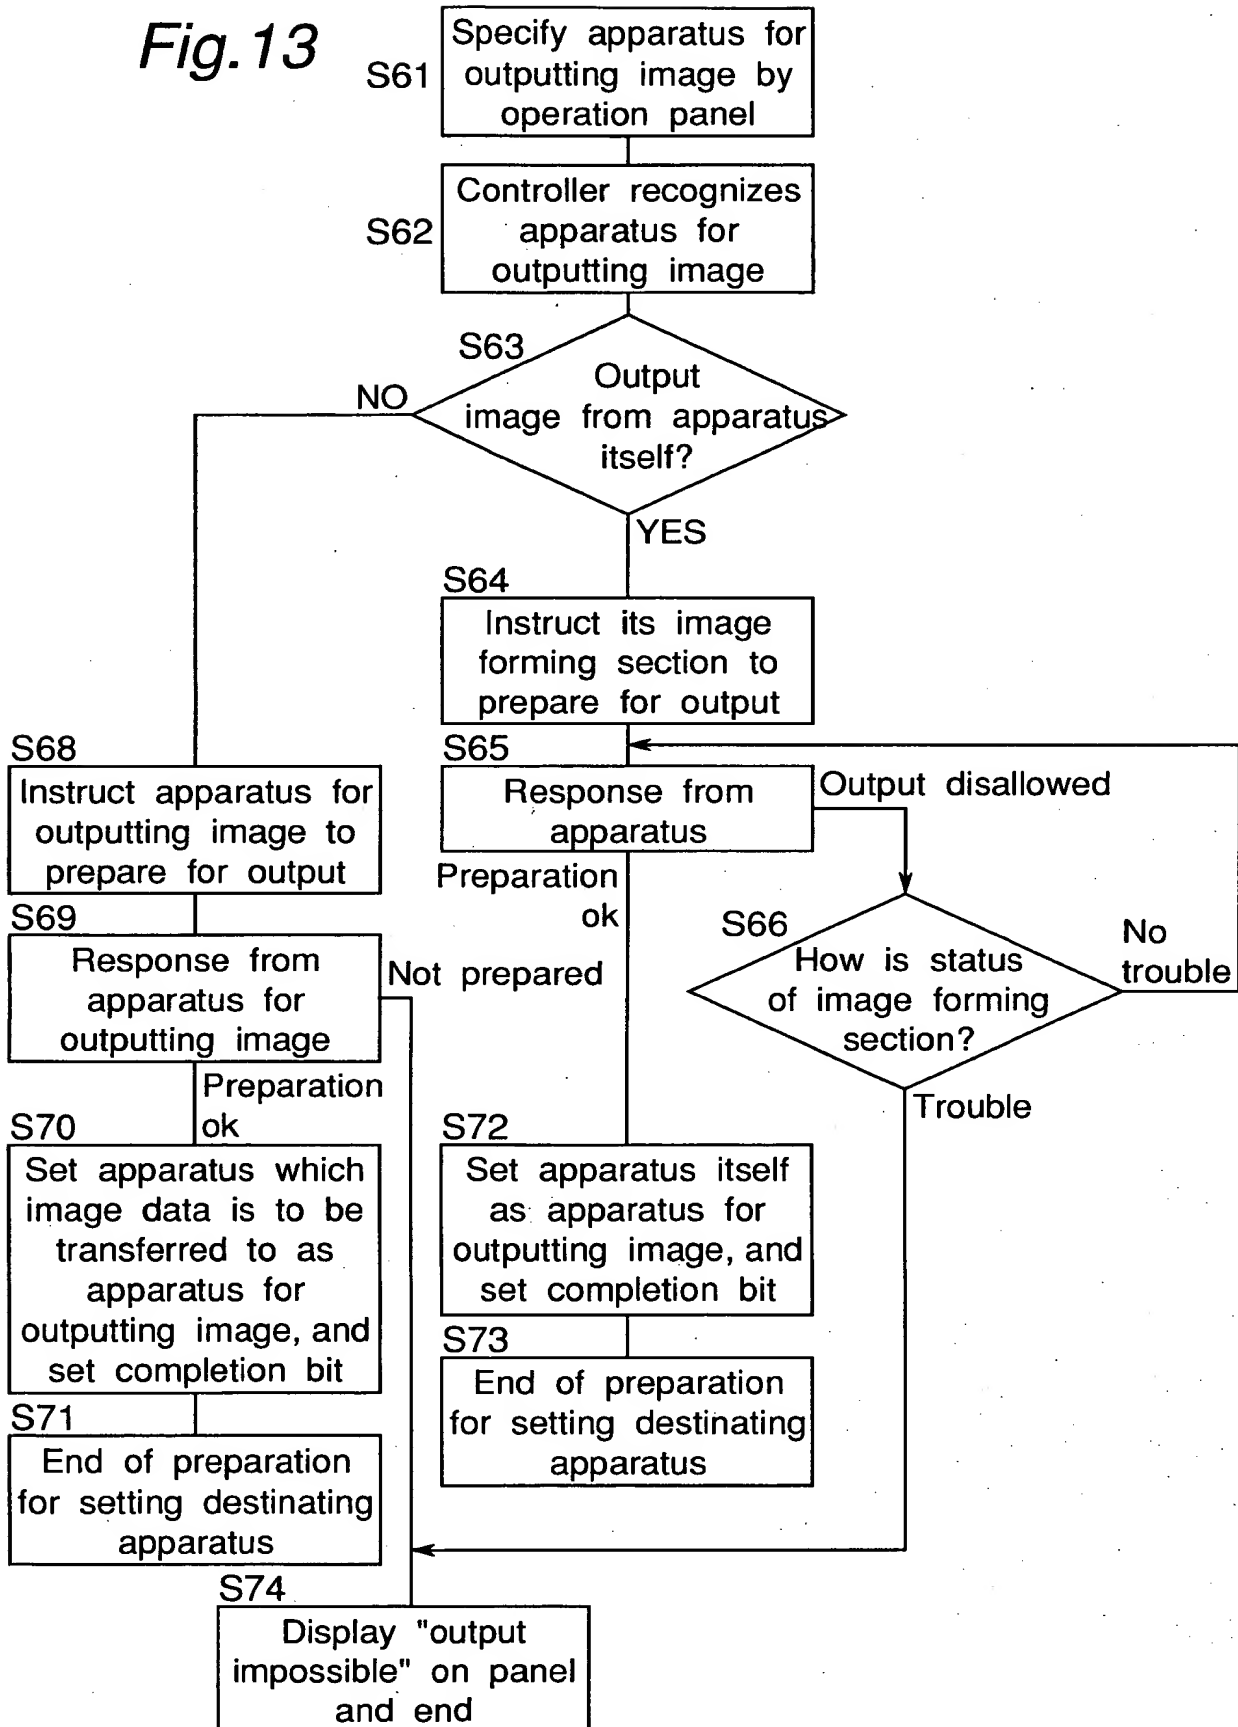 Fig.13
S61
Specify apparatus for
outputting image by
operation panel
S62
Controller recognizes
apparatus for
outputting image
S63
Output
image from apparatus
itself?
NO
YES
S64
Instruct its image
forming section to
prepare for output
S65
Response from
apparatus
Output disallowed
Preparation
ok
S66
How is status
of image forming
section?
No
trouble
Trouble
S68
Instruct apparatus for
outputting image to
prepare for output
S69
Response from
apparatus for
outputting image
Not prepared
Preparation
ok
S70
Set apparatus which
image data is to be
transferred to as
apparatus for
outputting image, and
set completion bit
S71
End of preparation
for setting destinating
apparatus
S72
Set apparatus itself
as apparatus for
outputting image, and
set completion bit
S73
End of preparation
for setting destinating
apparatus
S74
Display "output
impossible" on panel
and end